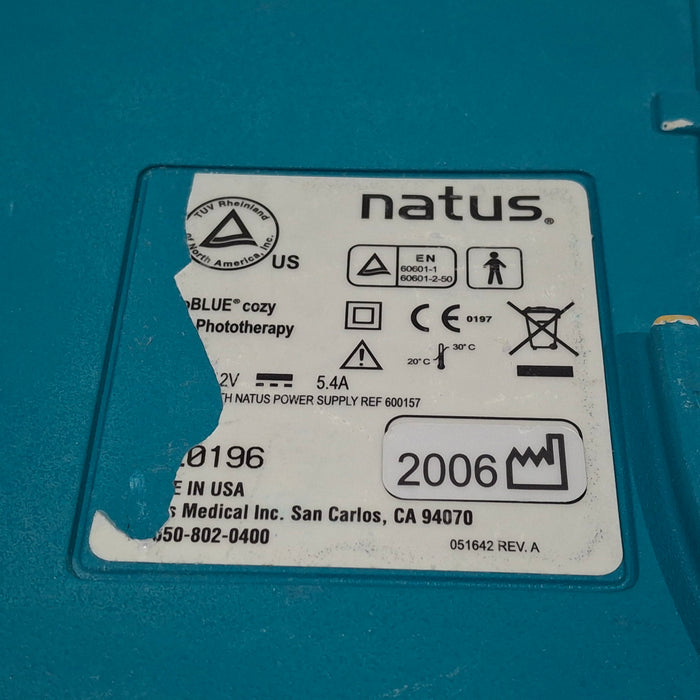 natus®
TUV Rheinland
of North America, Inc.
US
EN
60601-1
60601-2-50
BLUE® cozy
Phototherapy
0197
20°C
30°C
2V 5.4A
TH NATUS POWER SUPPLY REF 600157
0196
2006
E IN USA
s Medical Inc. San Carlos, CA 94070
650-802-0400
051642 REV. A